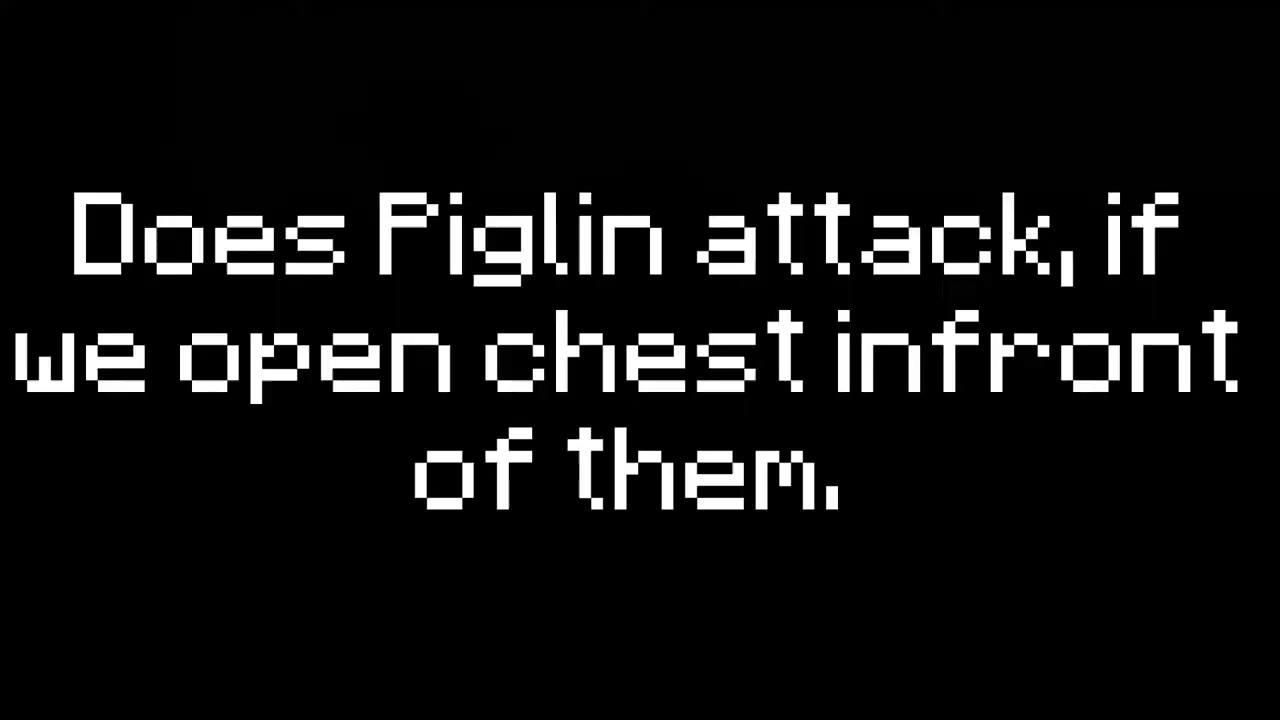 Does Piglin attack, if
we open chest infront
of them.